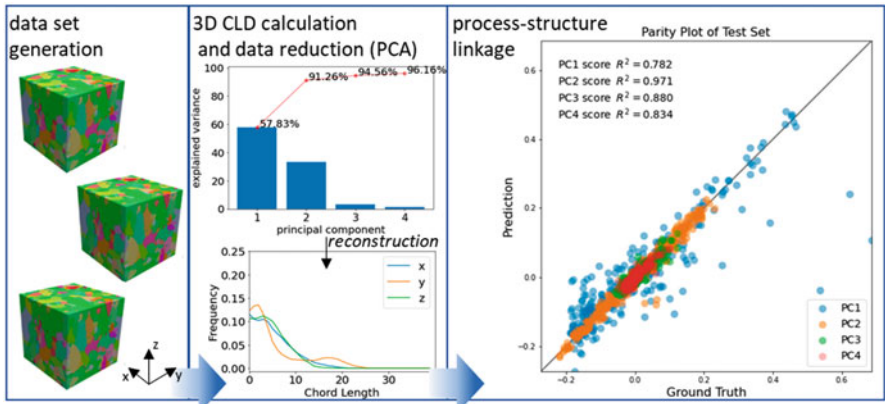 data set
generation
x
z
y
3D CLD calculation
and data reduction (PCA)
explained variance
100
80
60
40
20
0
57.83%
91.26%
94.56%
96.16%
1 2 3 4
principal component
reconstruction
Frequency
0.25
0.20
0.15
0.10
0.05
0.00
x
y
z
0 10 20 30
Chord Length
process-structure
linkage
Parity Plot of Test Set
PC1 score R² = 0.782
PC2 score R² = 0.971
PC3 score R² = 0.880
PC4 score R² = 0.834
Prediction
0.6
0.4
0.2
0.0
−0.2
PC1
PC2
PC3
PC4
−0.2 0.0 0.2 0.4 0.6
Ground Truth